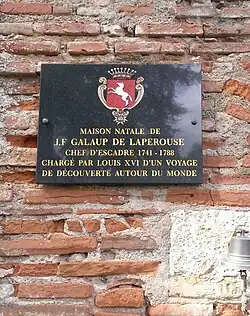 MAISON NATALE DE
J.F GALAUP DE LAPEROUSE
CHEF D'ESCADRE 1741 - 1788
CHARGÉ PAR LOUIS XVI D'UN VOYAGE
DE DÉCOUVERTE AUTOUR DU MONDE